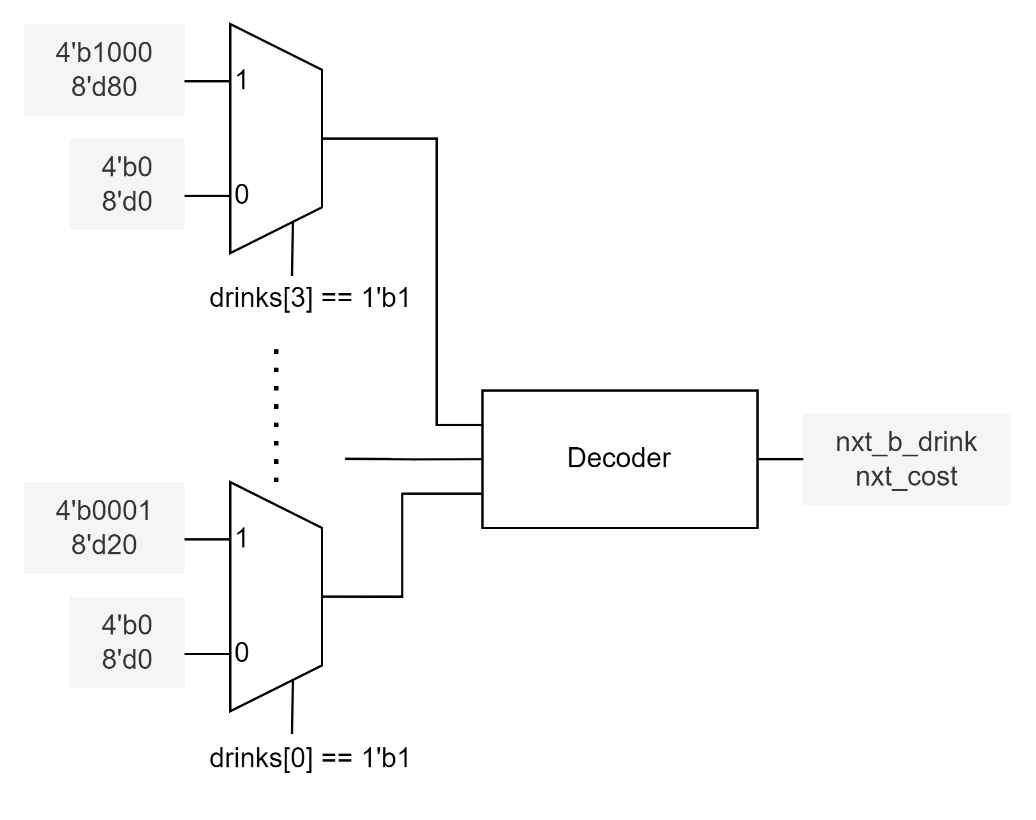 4'b1000
8'd80
1
4'b0
8'd0
0
drinks[3] == 1'b1
Decoder
nxt_b_drink
nxt_cost
4'b0001
8'd20
1
4'b0
8'd0
0
drinks[0] == 1'b1